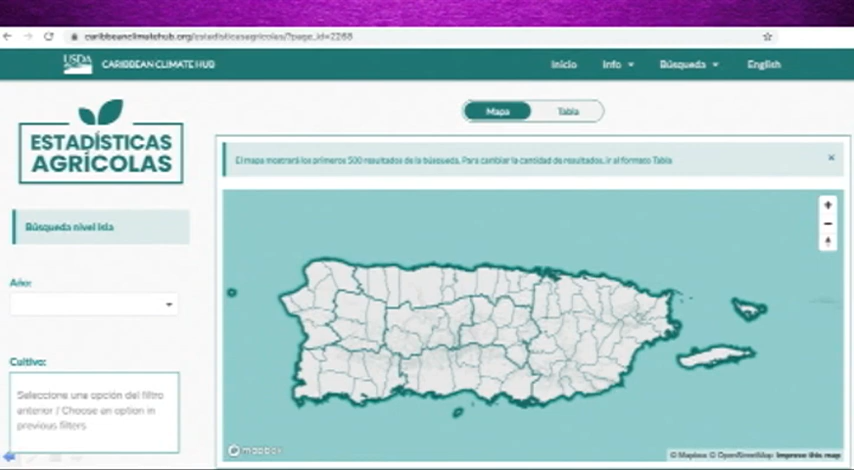 caribbeanclimatehub.org/estadisticasagricolas/?page_id=2268
USDA
CARIBBEAN CLIMATE HUB
Inicio
Info
Búsqueda
English
Mapa
Tabla
ESTADÍSTICAS
AGRÍCOLAS
El mapa mostrará los primeros 500 resultados de la búsqueda. Para cambiar la cantidad de resultados, ir al formato Tabla
Búsqueda nivel Isla
Año:
Cultivo:
Seleccione una opción del filtro
anterior / Choose an option in
previous filters
mapbox
© Mapbox © OpenStreetMap Improve this map